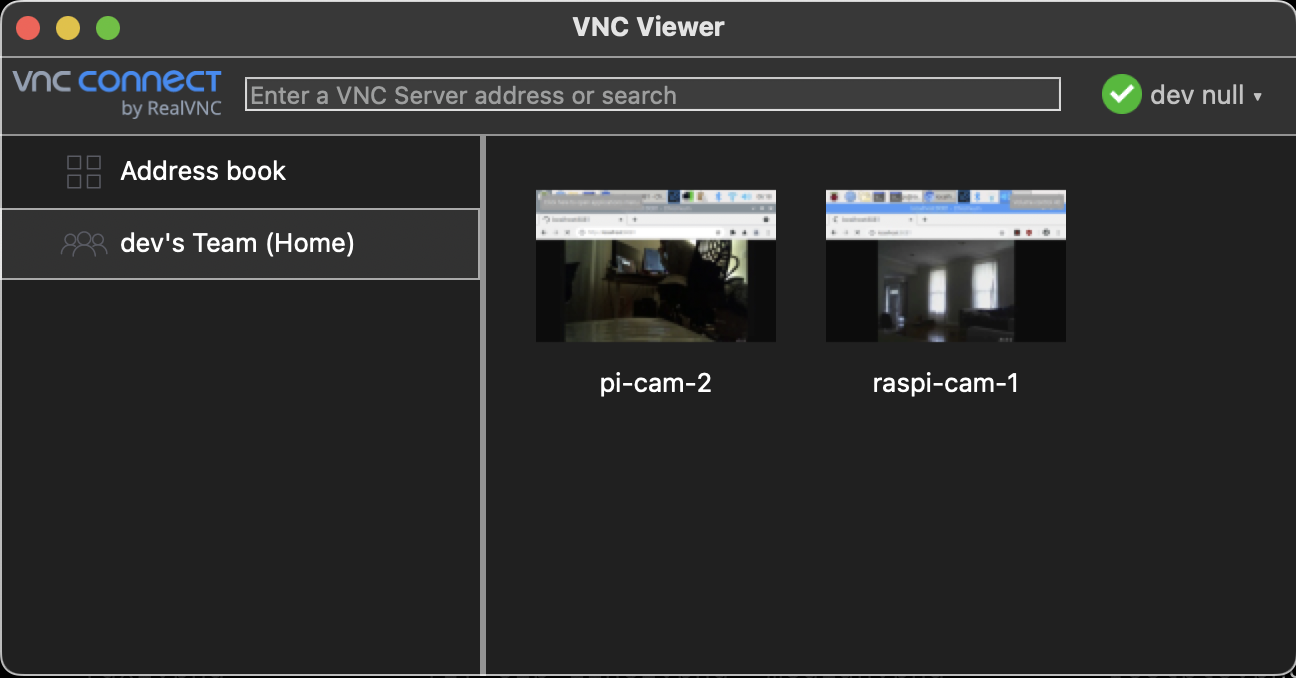 VNC Viewer
vnc connect
by RealVNC
Enter a VNC Server address or search
dev null
Address book
dev's Team (Home)
pi-cam-2
raspi-cam-1